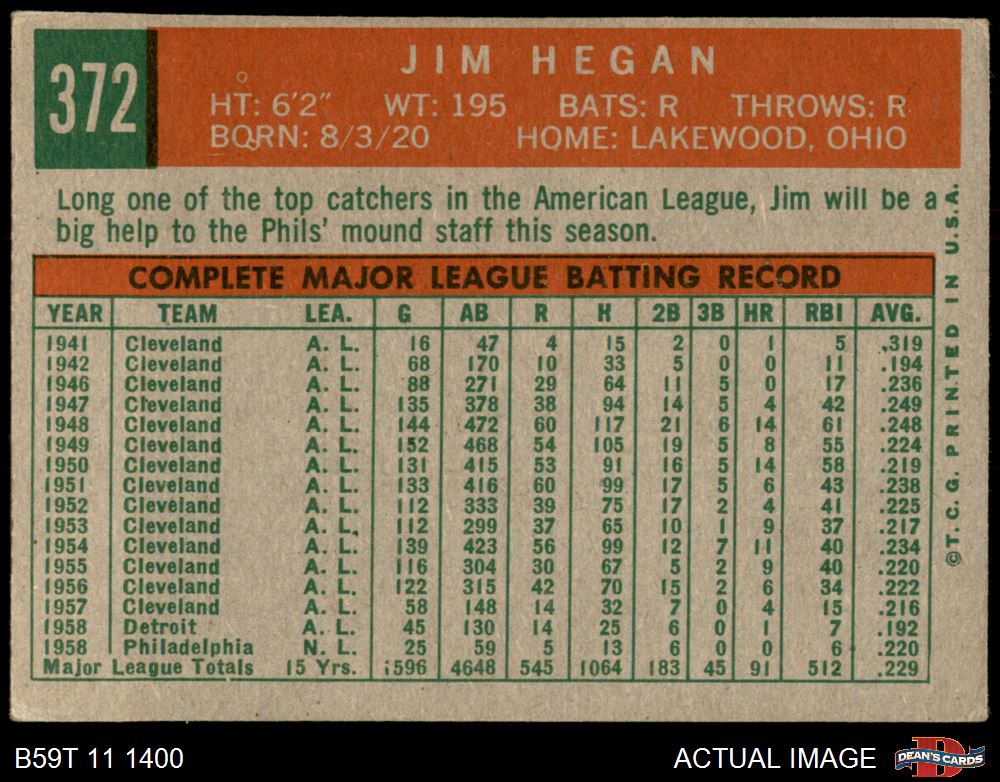 372
JIM HEGAN
HT: 6'2" WT: 195 BATS: R THROWS: R
BORN: 8/3/20 HOME: LAKEWOOD, OHIO
Long one of the top catchers in the American League, Jim will be a
big help to the Phils' mound staff this season.
COMPLETE MAJOR LEAGUE BATTING RECORD
YEAR TEAM LEA. G AB R H 2B 3B HR RBI AVG.
1941 Cleveland A. L. 16 47 4 15 2 0 1 5 .319
1942 Cleveland A. L. 68 170 10 33 5 0 0 11 .194
1946 Cleveland A. L. 88 271 29 64 11 5 0 17 .236
1947 Cleveland A. L. 135 378 38 94 14 5 4 42 .249
1948 Cleveland A. L. 144 472 60 117 21 6 14 61 .248
1949 Cleveland A. L. 152 468 54 105 19 5 8 55 .224
1950 Cleveland A. L. 131 415 53 91 16 5 14 58 .219
1951 Cleveland A. L. 133 416 60 99 17 5 6 43 .238
1952 Cleveland A. L. 112 333 39 75 17 2 4 41 .225
1953 Cleveland A. L. 112 299 37 65 10 1 9 37 .217
1954 Cleveland A. L. 139 423 56 99 12 7 11 40 .234
1955 Cleveland A. L. 116 304 30 67 5 2 9 40 .220
1956 Cleveland A. L. 122 315 42 70 15 2 6 34 .222
1957 Cleveland A. L. 58 148 14 32 7 0 4 15 .216
1958 Detroit A. L. 45 130 14 25 6 0 1 7 .192
1958 Philadelphia N. L. 25 59 5 13 6 0 0 6 .220
Major League Totals 15 Yrs. 1596 4648 545 1064 183 45 91 512 .229
©T. C. G. PRINTED IN U.S.A.
B59T 11 1400
ACTUAL IMAGE
D
DEAN'S CARDS